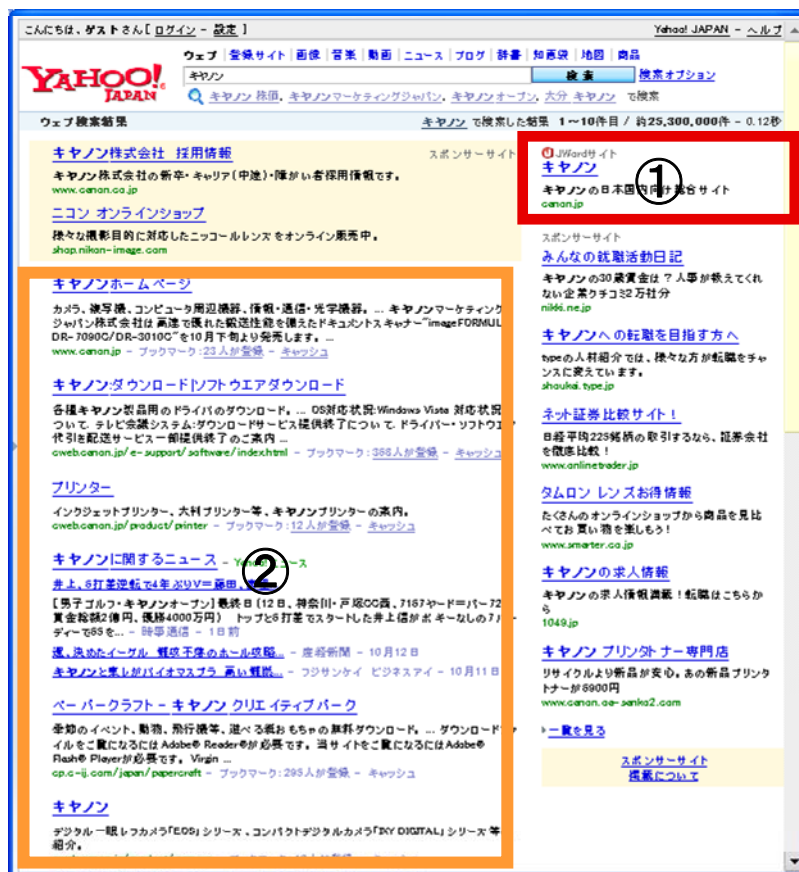 こんにちは、ゲストさん [ ログイン - 設定 ]
Yahoo! JAPAN - ヘルプ
ウェブ | 登録サイト | 画像 | 音楽 | 動画 | ニュース | ブログ | 辞書 | 知恵袋 | 地図 | 商品
YAHOO! JAPAN
キヤノン
検索
検索オプション
キヤノン 株価, キヤノンマーケティングジャパン, キヤノンオープン, 大分 キヤノン で検索
ウェブ検索結果
キヤノン で検索した結果 1～10件目 / 約25,300,000件 - 0.12秒
キヤノン株式会社 採用情報
スポンサーサイト
キヤノン株式会社の新卒・キャリア(中途)・障がい者採用情報です。
www.canon.co.jp
ニコン オンラインショップ
様々な撮影目的に対応したニッコールレンズをオンライン販売中。
shop.nikon-image.com
キヤノンホームページ
カメラ、複写機、コンピュータ周辺機器、情報・通信・光学機器。... キヤノンマーケティング
ジャパン株式会社は高速で優れた搬送性能を備えたドキュメントスキャナー"imageFORMUL
DR-7090C/DR-3010C"を10月下旬より発売します。...
www.canon.jp - ブックマーク:23人が登録 - キャッシュ
キヤノン:ダウンロード|ソフトウエアダウンロード
各種キヤノン製品用のドライバのダウンロード。... OS対応状況:Windows Vista 対応状況
ついて. テレビ会議システム:ダウンロードサービス提供終了について. ドライバー・ソフトウエ
代引き配送サービス一部提供終了のご案内 ...
cweb.canon.jp/e-support/software/index.html - ブックマーク:388人が登録 - キャッシュ
プリンター
インクジェットプリンター、大判プリンター等、キヤノンプリンターの案内。
cweb.canon.jp/product/printer - ブックマーク:12人が登録 - キャッシュ
キヤノンに関するニュース - Yahoo!ニュース
②
井上、6打差逆転で4年ぶりV=藤田、
[男子ゴルフ・キヤノンオープン]最終日(12日、神奈川・戸塚CC西、7167ヤード=パー72
賞金総額2億円、優勝4000万円) トップと6打差でスタートした井上信がボギーなしの7バー
ディーで65を... - 時事通信 - 1日前
運、決めたイーグル 難攻不落のホール攻略... - 産経新聞 - 10月12日
キヤノンと東レがバイオマスプラ 高い難燃... - フジサンケイ ビジネスアイ - 10月11日
ペーパークラフト - キヤノン クリエイティブパーク
季節のイベント、動物、飛行機等、遊べる紙おもちゃの無料ダウンロード。... ダウンロード
イルをご覧になるにはAdobe® Reader®が必要です。当サイトをご覧になるにはAdobe®
Flash® Playerが必要です。 Virgin ...
cp.c-ij.com/japan/papercraft - ブックマーク:295人が登録 - キャッシュ
キヤノン
デジタル一眼レフカメラ「EOS」シリーズ、コンパクトデジタルカメラ「IXY DIGITAL」シリーズ 等
紹介。
JWordサイト
キヤノン
①
キヤノンの日本国内向け総合サイト
canon.jp
スポンサーサイト
みんなの就職活動日記
キヤノンの30歳賃金は?人事が教えてくれ
ない企業クチコミ2万社分
nikki.ne.jp
キヤノンへの転職を目指す方へ
typeの人材紹介では、様々な方が転職をチャ
ンスに変えています。
shoukai.type.jp
ネット証券比較サイト!
日経平均225銘柄の取引するなら、証券会社
を徹底比較!
www.onlinetrader.jp
タムロン レンズお得情報
たくさんのオンラインショップから商品を見比
べてお買い物を楽しもう!
www.smarter.co.jp
キヤノンの求人情報
キヤノンの求人情報満載!転職はこちらか
ら
1049.jp
キヤノン プリンタトナー専門店
リサイクルより新品が安心。あの新品プリンタ
トナーが6900円
www.canon.oa-sanko2.com
一覧を見る
スポンサーサイト
掲載について